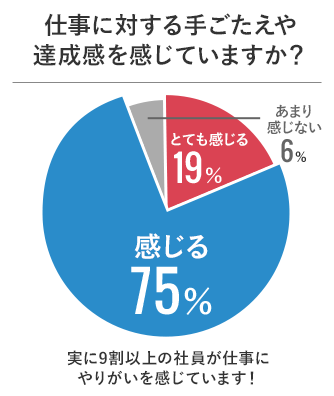 仕事に対する手ごたえや
達成感を感じていますか？
あまり
感じない
6%
とても感じる
19%
感じる
75%
実に9割以上の社員が仕事に
やりがいを感じています！